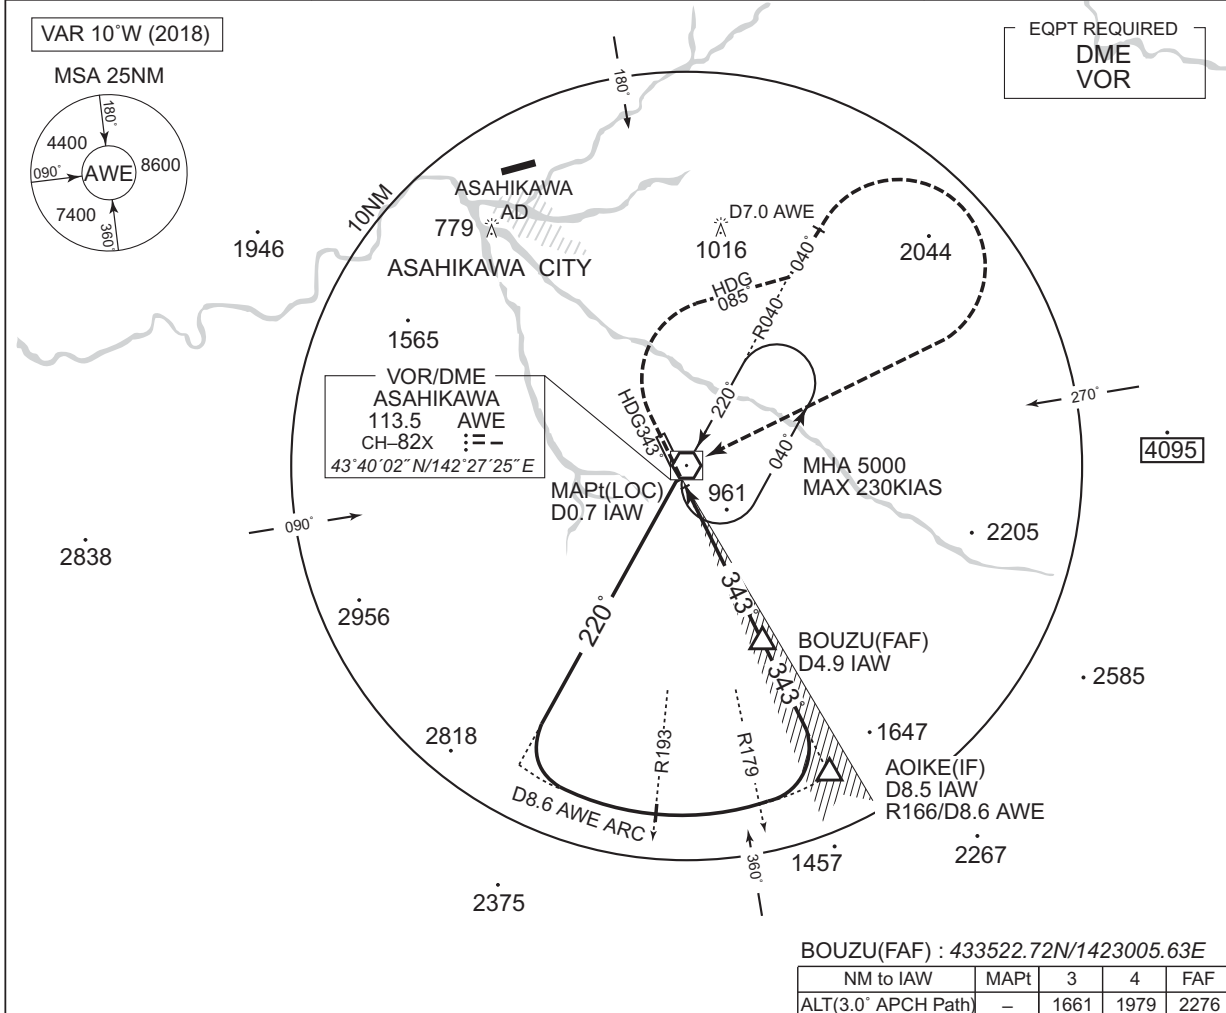 VAR 10°W (2018)
MSA 25NM
180°
4400
8600
090°
AWE
7400
360°
EQPT REQUIRED
DME
VOR
180°
10NM
ASAHIKAWA
AD
779
ASAHIKAWA CITY
1946
D7.0 AWE
1016
2044
040°
HDG
085°
R040
1565
VOR/DME
ASAHIKAWA
113.5 AWE
CH–82X
43°40′02″N/142°27′25″E
HDG343°
220°
040°
270°
4095
MHA 5000
MAX 230KIAS
MAPt(LOC)
D0.7 IAW
961
090°
2838
2205
2956
220°
343°
BOUZU(FAF)
D4.9 IAW
343°
2585
2818
R193
R179
1647
AOIKE(IF)
D8.5 IAW
R166/D8.6 AWE
D8.6 AWE ARC
360°
1457
2267
2375
BOUZU(FAF) : 433522.72N/1423005.63E
NM to IAW MAPt 3 4 FAF
ALT(3.0° APCH Path) – 1661 1979 2276